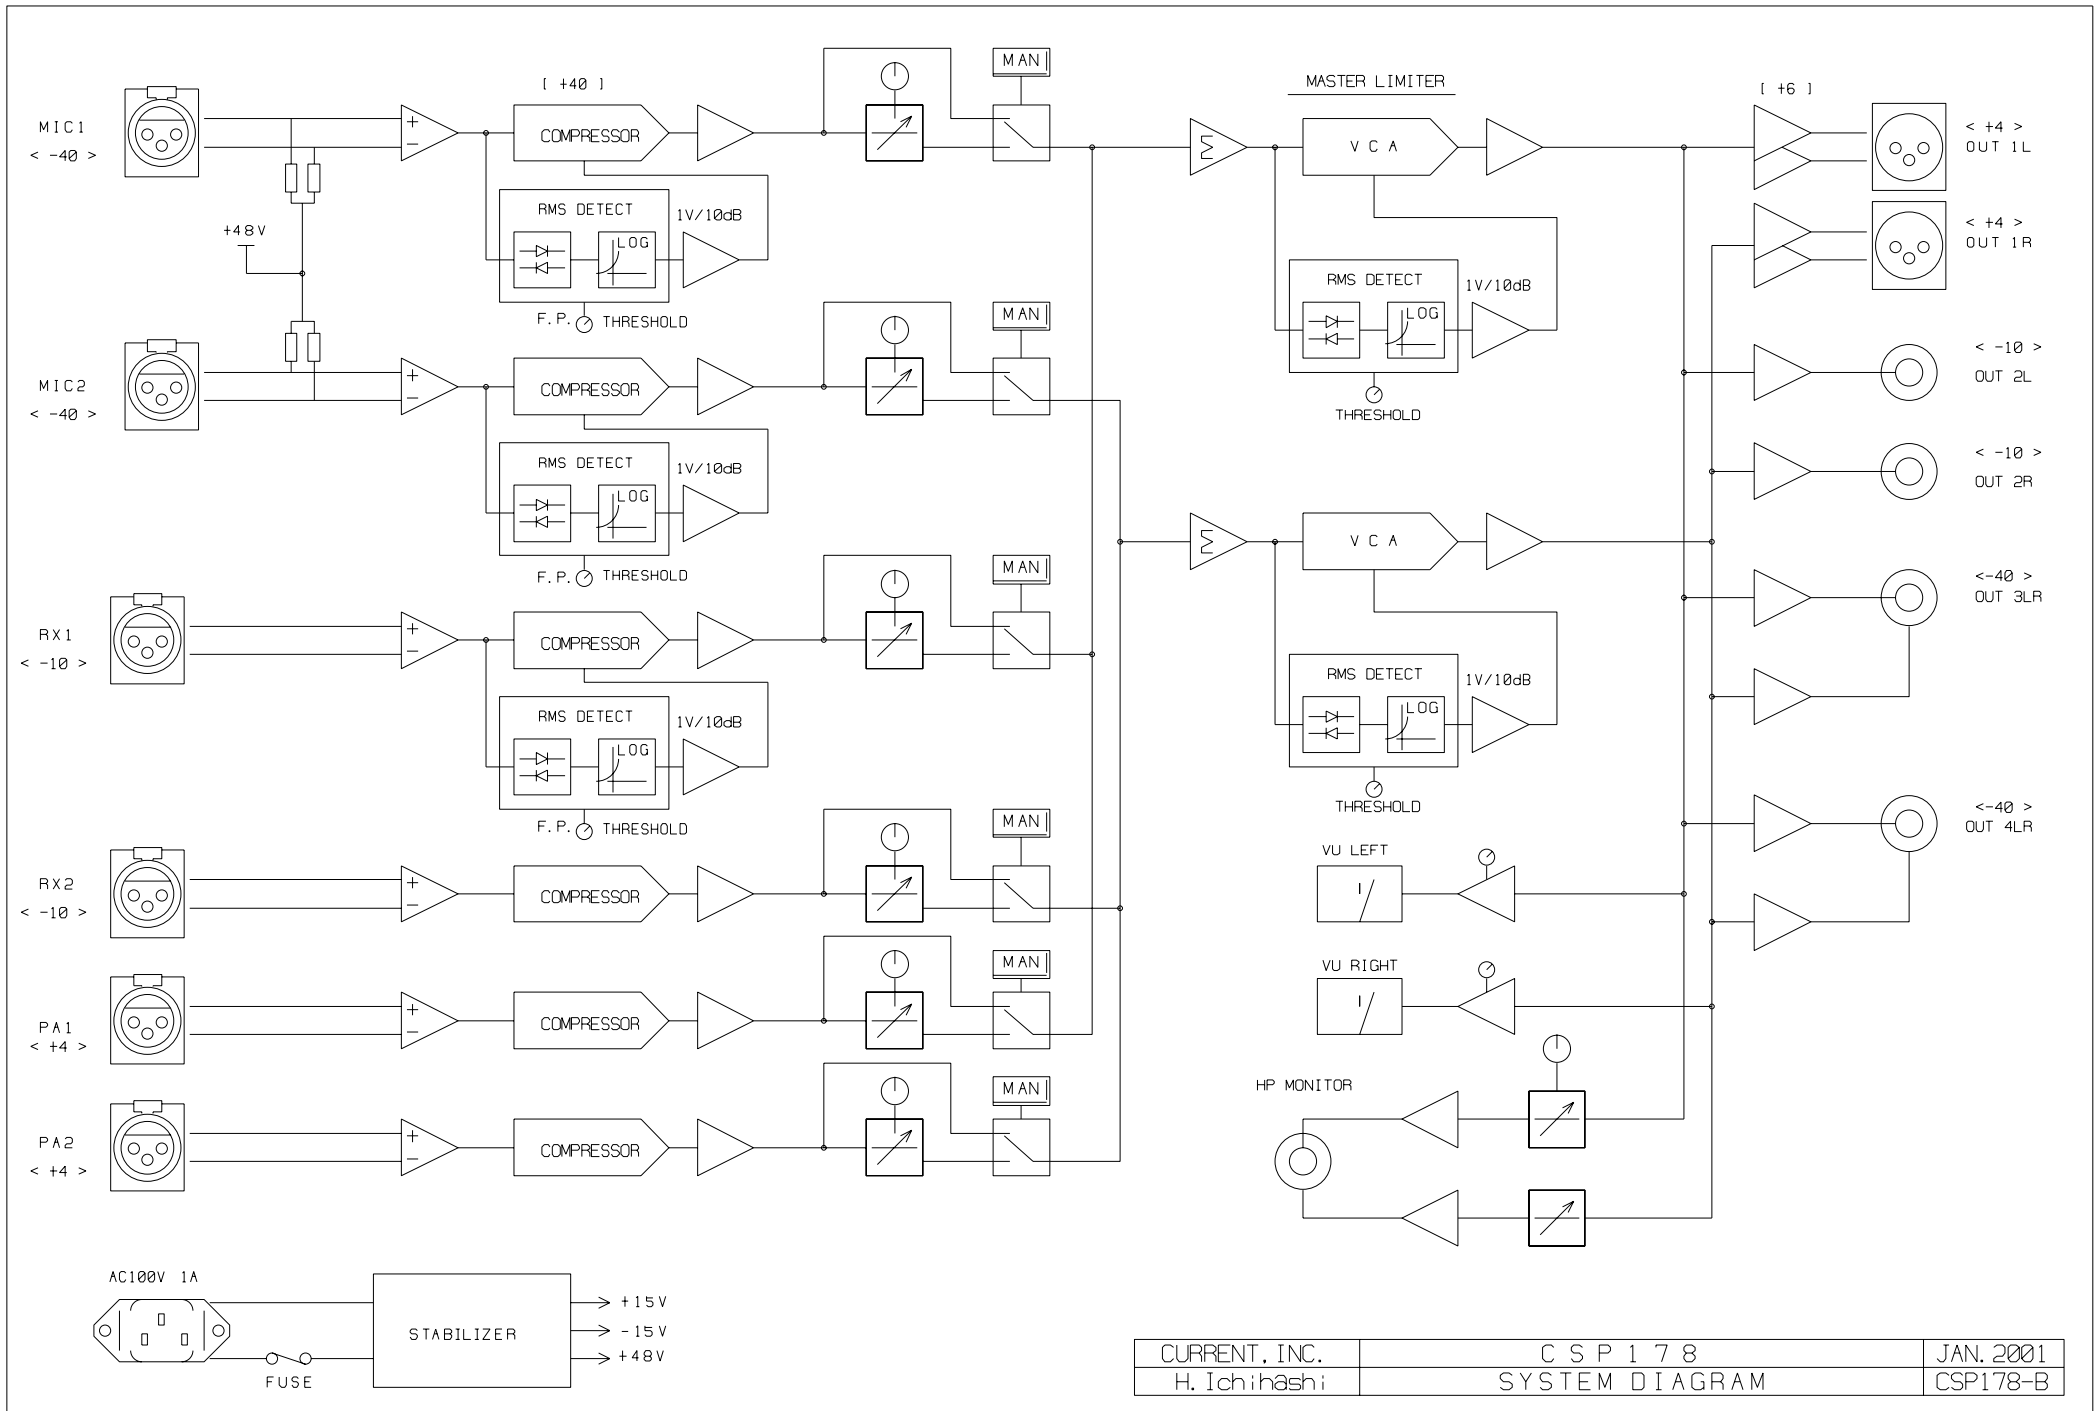 MIC1
< -40 >
[ +40 ]
COMPRESSOR
MAN
RMS DETECT
1V/10dB
LOG
F.P. THRESHOLD
+48V
MIC2
< -40 >
COMPRESSOR
MAN
RMS DETECT
1V/10dB
LOG
F.P. THRESHOLD
RX1
< -10 >
COMPRESSOR
MAN
RMS DETECT
1V/10dB
LOG
F.P. THRESHOLD
RX2
< -10 >
COMPRESSOR
MAN
PA1
< +4 >
COMPRESSOR
MAN
PA2
< +4 >
COMPRESSOR
MAN
MASTER LIMITER
Σ
V C A
RMS DETECT
1V/10dB
LOG
THRESHOLD
Σ
V C A
RMS DETECT
1V/10dB
LOG
THRESHOLD
VU LEFT
VU RIGHT
HP MONITOR
[ +6 ]
< +4 >
OUT 1L
< +4 >
OUT 1R
< -10 >
OUT 2L
< -10 >
OUT 2R
<-40 >
OUT 3LR
<-40 >
OUT 4LR
AC100V 1A
FUSE
STABILIZER
+15V
-15V
+48V
CURRENT, INC.
C S P 1 7 8
JAN. 2001
H. Ichihashi
SYSTEM DIAGRAM
CSP178-B